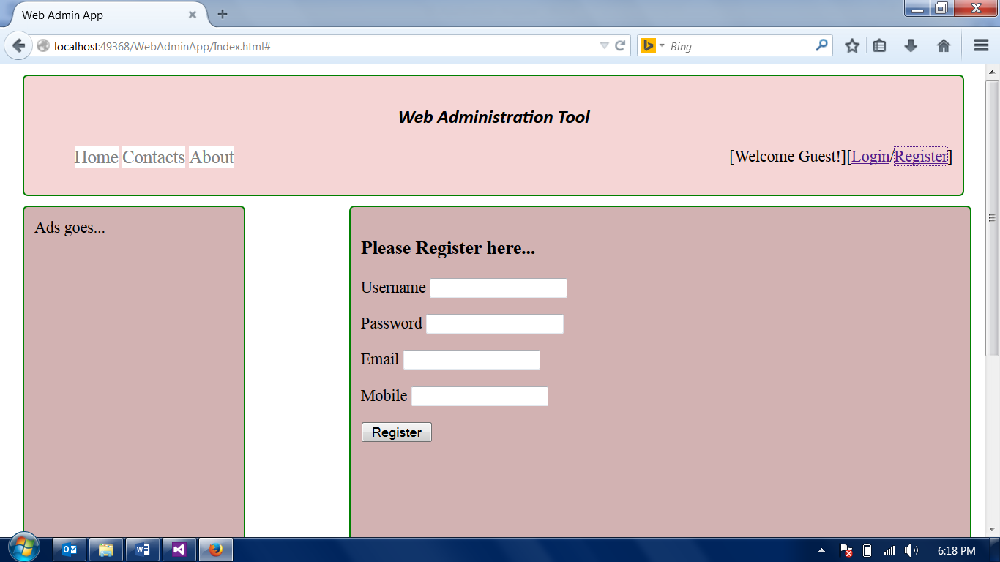 Web Admin App
localhost:49368/WebAdminApp/Index.html#
Bing
Web Administration Tool
Home Contacts About
[Welcome Guest!][Login/Register]
Ads goes...
Please Register here...
Username
Password
Email
Mobile
Register
6:18 PM